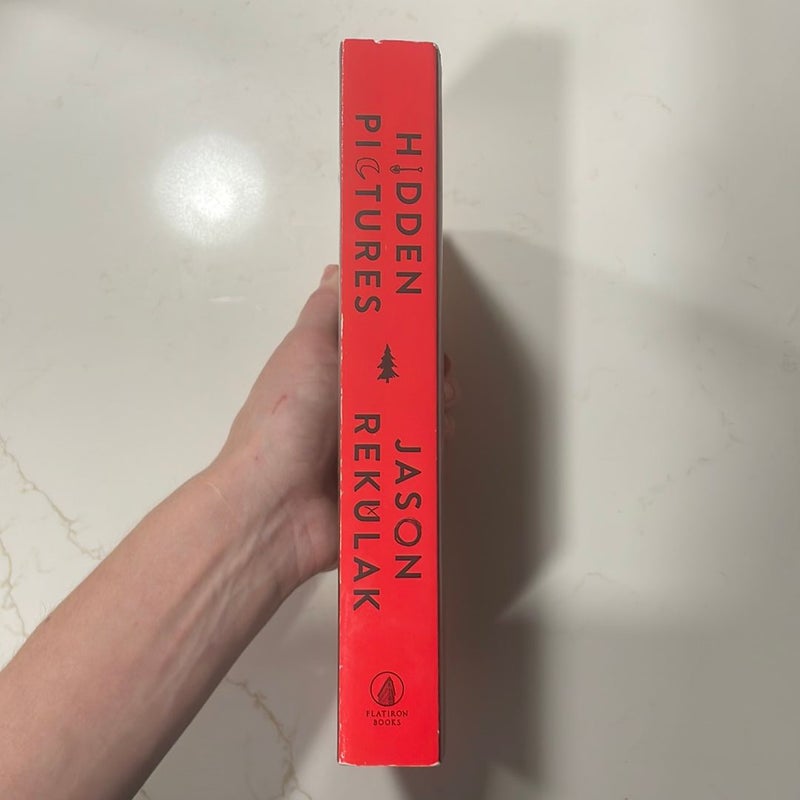 HIDDEN
PICTURES
JASON
REKULAK
FLATIRON
BOOKS